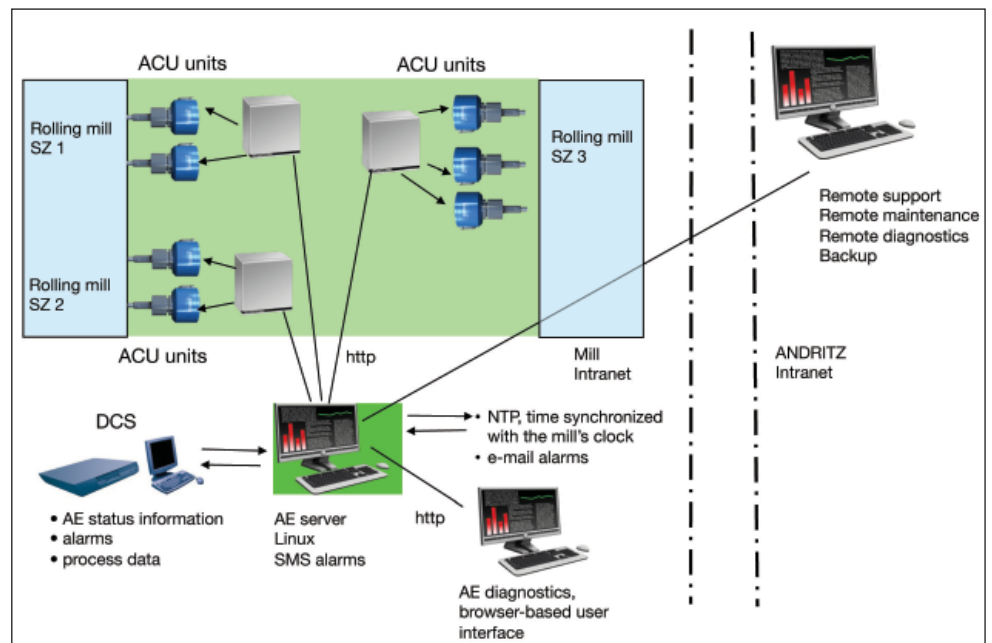 ACU units
ACU units
Rolling mill
SZ 1
Rolling mill
SZ 3
Rolling mill
SZ 2
Remote support
Remote maintenance
Remote diagnostics
Backup
ACU units
http
Mill
Intranet
ANDRITZ
Intranet
DCS
• NTP, time synchronized
with the mill's clock
• e-mail alarms
• AE status information
• alarms
• process data
AE server
Linux
SMS alarms
http
AE diagnostics,
browser-based user
interface